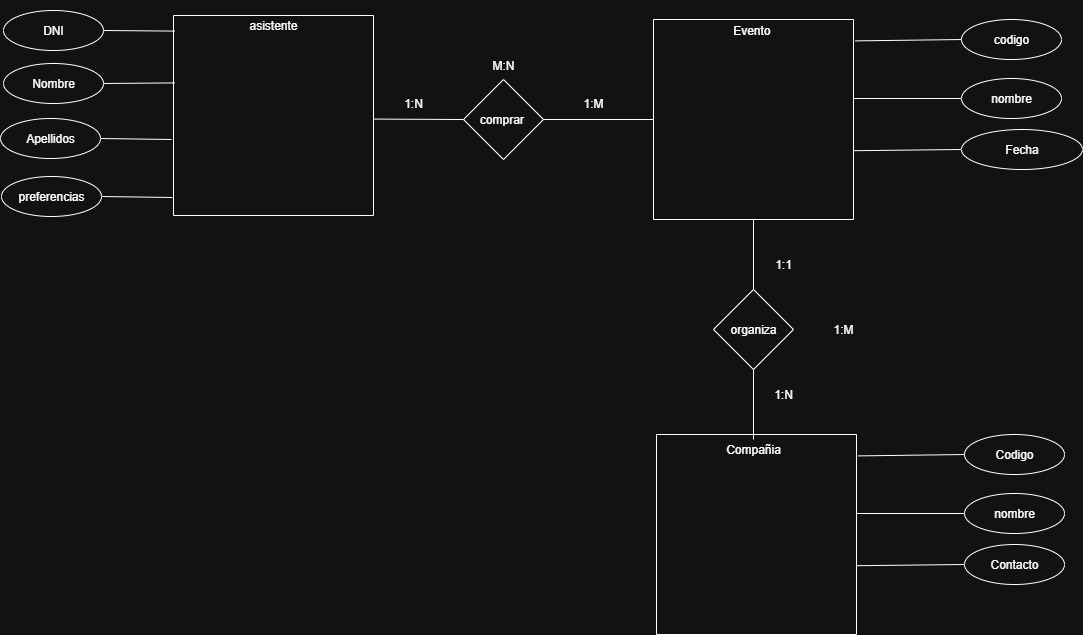 asistente
DNI
Nombre
Apellidos
preferencias
M:N
1:N
comprar
1:M
Evento
codigo
nombre
Fecha
1:1
organiza
1:M
1:N
Compañia
Codigo
nombre
Contacto